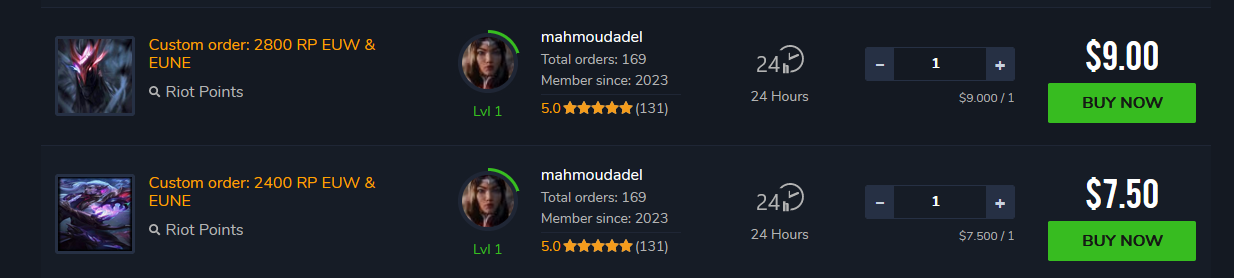 Custom order: 2800 RP EUW &
EUNE
Riot Points
Lvl 1
mahmoudadel
Total orders: 169
Member since: 2023
5.0 (131)
24
24 Hours
– 1 +
$9.000 / 1
$9.00
BUY NOW
Custom order: 2400 RP EUW &
EUNE
Riot Points
Lvl 1
mahmoudadel
Total orders: 169
Member since: 2023
5.0 (131)
24
24 Hours
– 1 +
$7.500 / 1
$7.50
BUY NOW